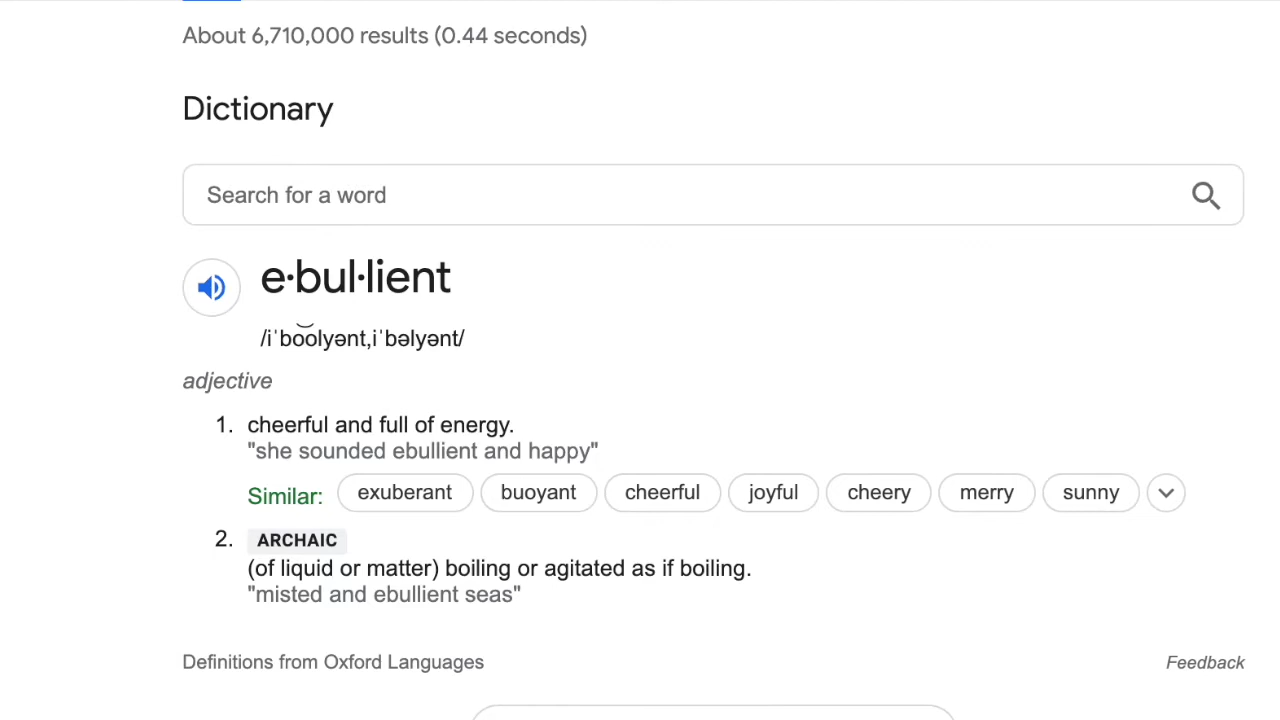 About 6,710,000 results (0.44 seconds)
Dictionary
Search for a word
e·bul·lient
/iˈbo͝olyənt,iˈbəlyənt/
adjective
1. cheerful and full of energy.
"she sounded ebullient and happy"
Similar: exuberant buoyant cheerful joyful cheery merry sunny
2. ARCHAIC
(of liquid or matter) boiling or agitated as if boiling.
"misted and ebullient seas"
Definitions from Oxford Languages Feedback